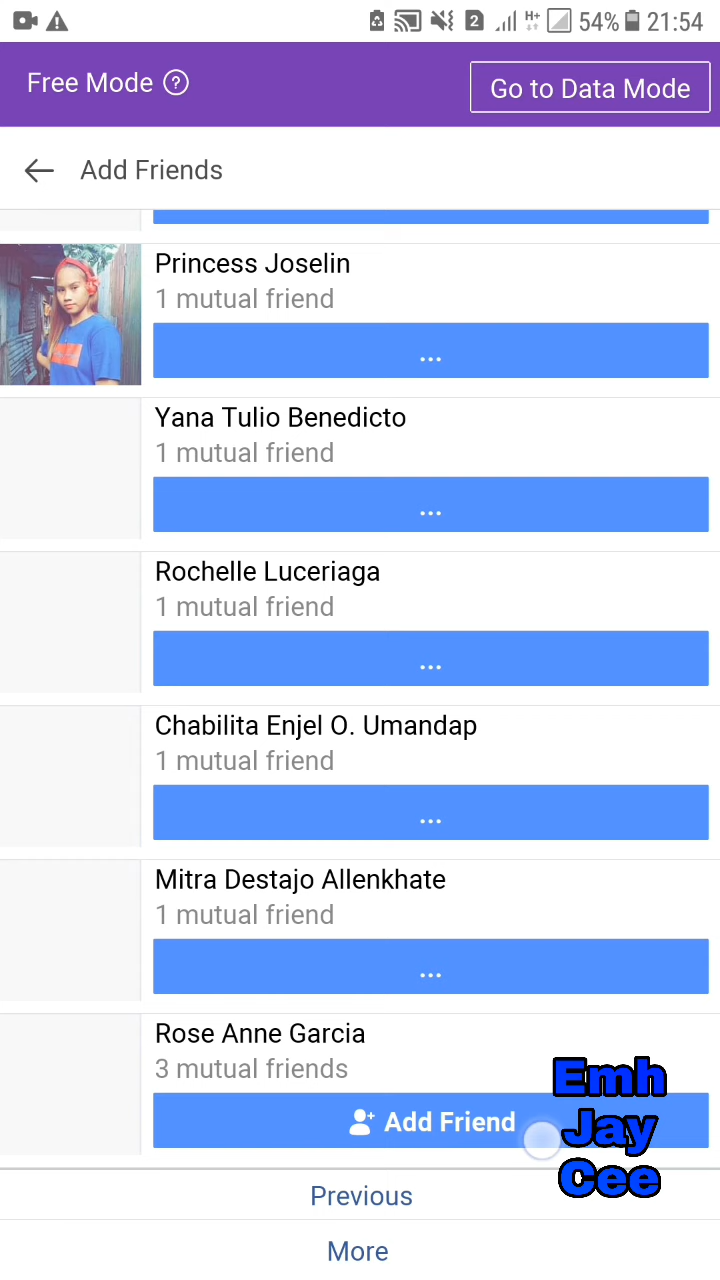 54% 21:54
Free Mode ?
Go to Data Mode
Add Friends
Princess Joselin
1 mutual friend
...
Yana Tulio Benedicto
1 mutual friend
...
Rochelle Luceriaga
1 mutual friend
...
Chabilita Enjel O. Umandap
1 mutual friend
...
Mitra Destajo Allenkhate
1 mutual friend
...
Rose Anne Garcia
3 mutual friends
Add Friend
Emh
Jay
Cee
Previous
More